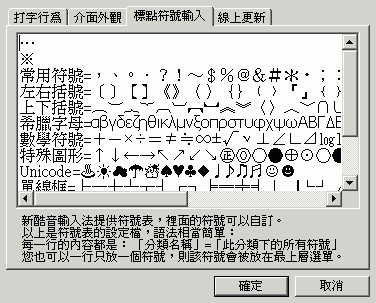 打字行為 介面外觀 標點符號輸入 線上更新
…
※
常用符號=，、。．？！～＄％＠＆＃＊‧；：
左右括號=（）「」〔〕｛｝〈〉『』
上下括號=
希臘字母=αβγδεζηθικλμνξοπρστυφχψωΑΒΓΔΕ
數學符號=＋－×÷＝≠≒∞±√
特殊圖形=↑↓←→↖↗↙↘㊣◎○●⊕⊙○
Unicode=♨☀☁☂☃♠♥♣♦♩♪♫♬☺☻
單線框=├─┼┴┬┤
新酷音輸入法提供符號表，裡面的符號可以自訂。
以上是符號表的設定檔，語法相當簡單：
每一行的內容都是：「分類名稱」=「此分類下的所有符號」
您也可以一行只放一個符號，則該符號會被放在最上層選單。
確定 取消